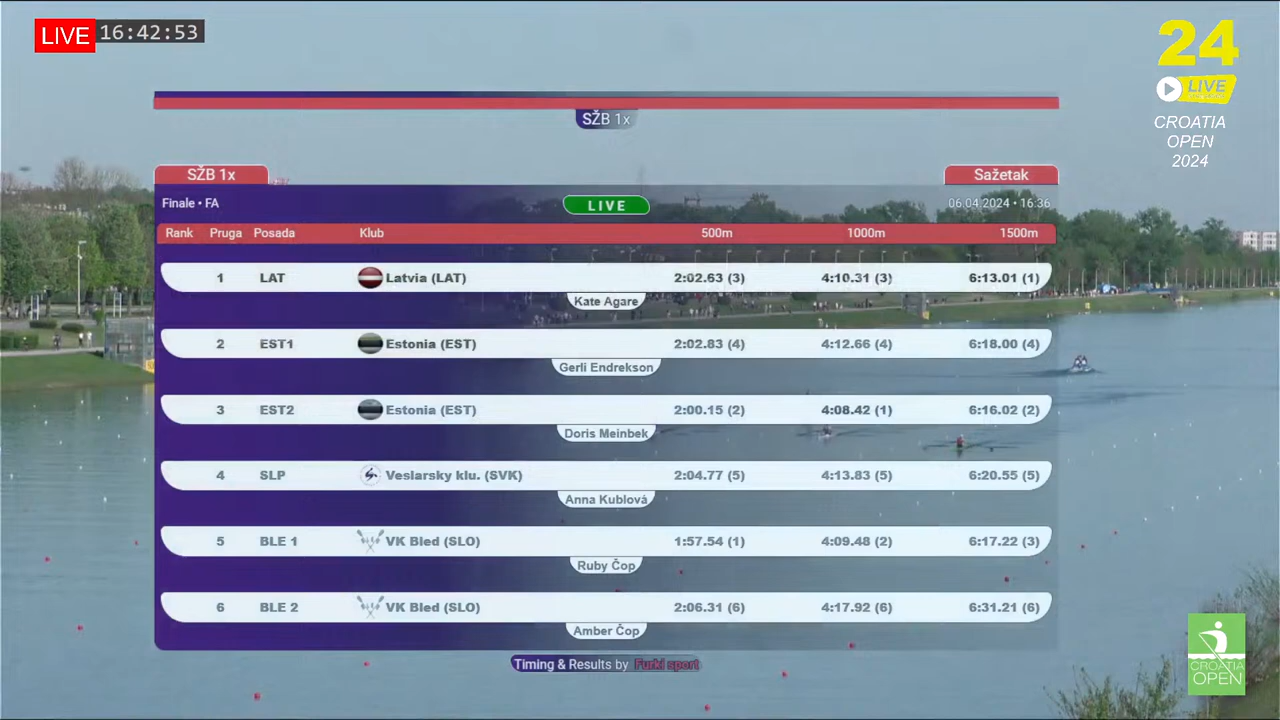 LIVE 16:42:53
24
LIVE
CROATIA
OPEN
2024
SŽB 1x
SŽB 1x Sažetak
Finale • FA LIVE 06.04.2024 • 16:36
Rank Pruga Posada Klub 500m 1000m 1500m
1 LAT Latvia (LAT) 2:02.63 (3) 4:10.31 (3) 6:13.01 (1)
Kate Agare
2 EST1 Estonia (EST) 2:02.83 (4) 4:12.66 (4) 6:18.00 (4)
Gerli Endrekson
3 EST2 Estonia (EST) 2:00.15 (2) 4:08.42 (1) 6:16.02 (2)
Doris Meinbek
4 SLP Veslarsky klu. (SVK) 2:04.77 (5) 4:13.83 (5) 6:20.55 (5)
Anna Kublová
5 BLE 1 VK Bled (SLO) 1:57.54 (1) 4:09.48 (2) 6:17.22 (3)
Ruby Čop
6 BLE 2 VK Bled (SLO) 2:06.31 (6) 4:17.92 (6) 6:31.21 (6)
Amber Čop
Timing & Results by Furki sport
CROATIA
OPEN